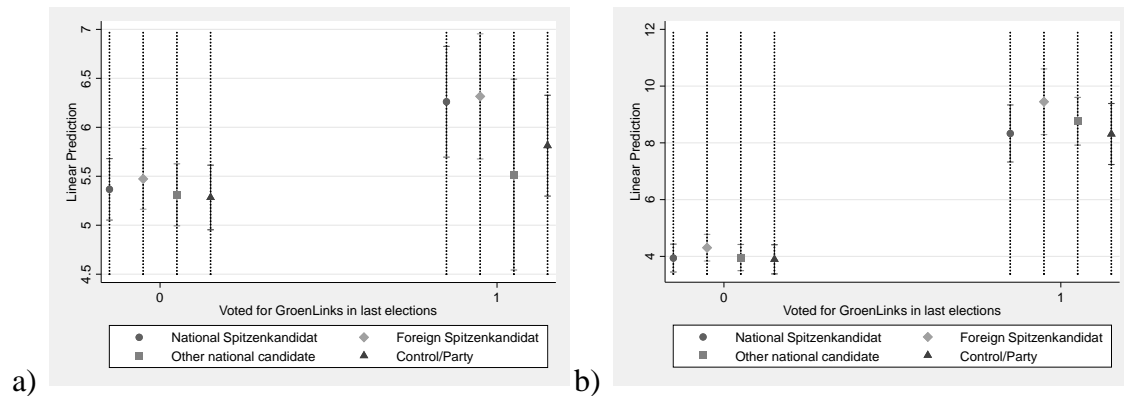 7
6.5
6
5.5
5
4.5
Linear Prediction
0 1
Voted for GroenLinks in last elections
National Spitzenkandidat Foreign Spitzenkandidat
Other national candidate Control/Party
a)
12
10
8
6
4
Linear Prediction
0 1
Voted for GroenLinks in last elections
National Spitzenkandidat Foreign Spitzenkandidat
Other national candidate Control/Party
b)